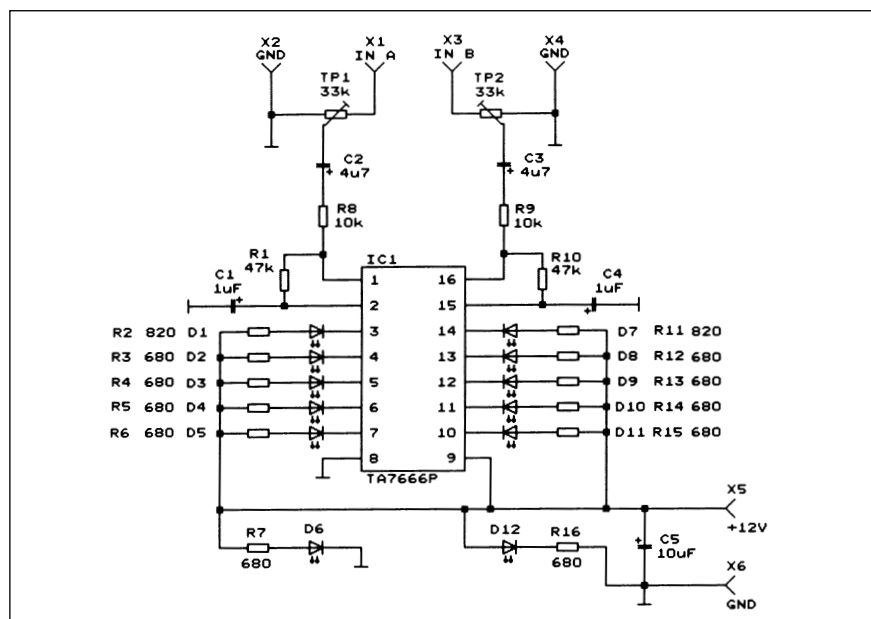 X2
GND
X1
IN A
X3
IN B
X4
GND
TP1
33k
TP2
33k
C2
4u7
C3
4u7
R8
10k
R9
10k
R1
47k
IC1
R10
47k
C1
1uF
C4
1uF
1 16
2 15
R2 820 D1 3 14 D7 R11 820
R3 680 D2 4 13 D8 R12 680
R4 680 D3 5 12 D9 R13 680
R5 680 D4 6 11 D10 R14 680
R6 680 D5 7 10 D11 R15 680
8 9
TA7666P
X5
+12V
R7
680
D6
D12
R16
680
C5
10uF
X6
GND